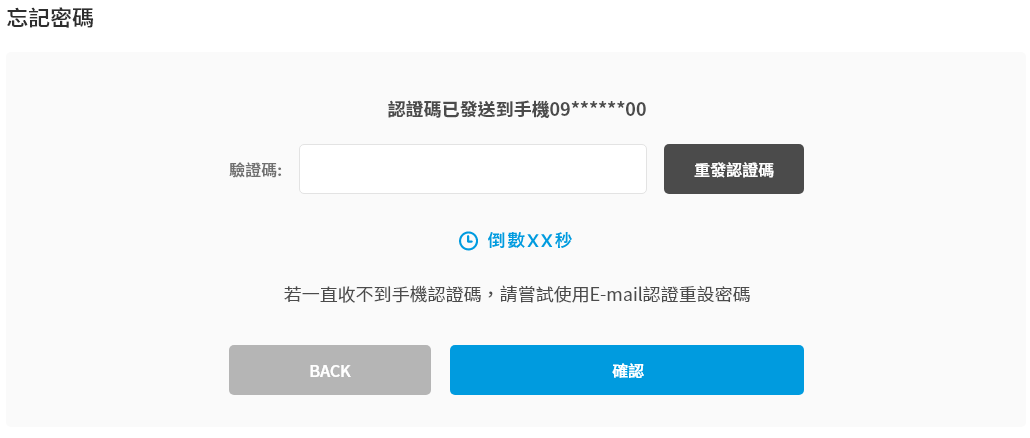 忘記密碼
認證碼已發送到手機09******00
驗證碼:
重發認證碼
倒數XX秒
若一直收不到手機認證碼，請嘗試使用E-mail認證重設密碼
BACK
確認